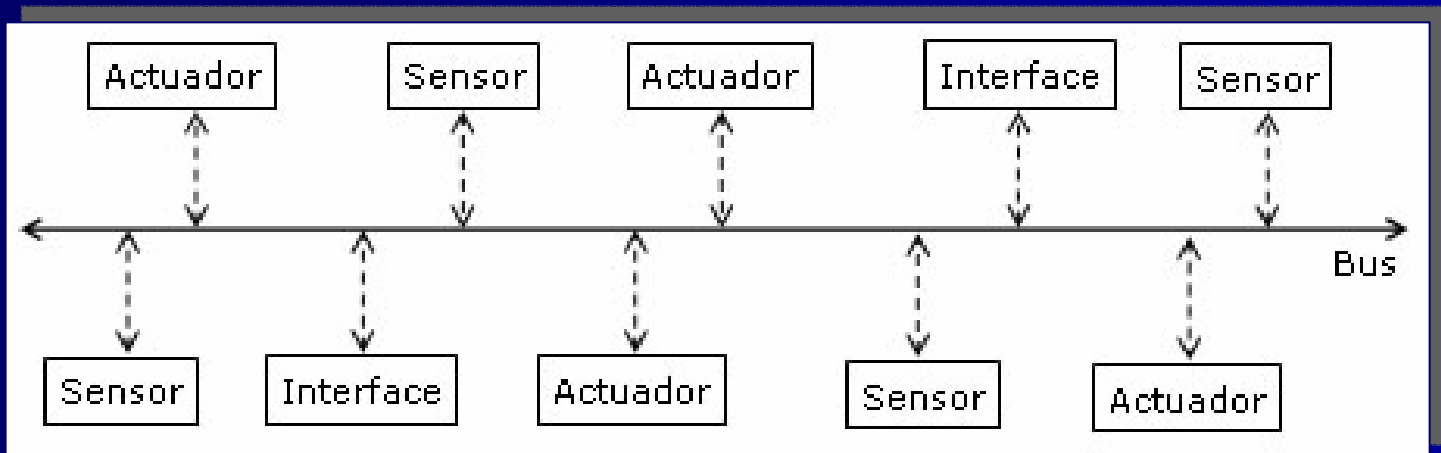 Actuador
Sensor
Actuador
Interface
Sensor
Bus
Sensor
Interface
Actuador
Sensor
Actuador